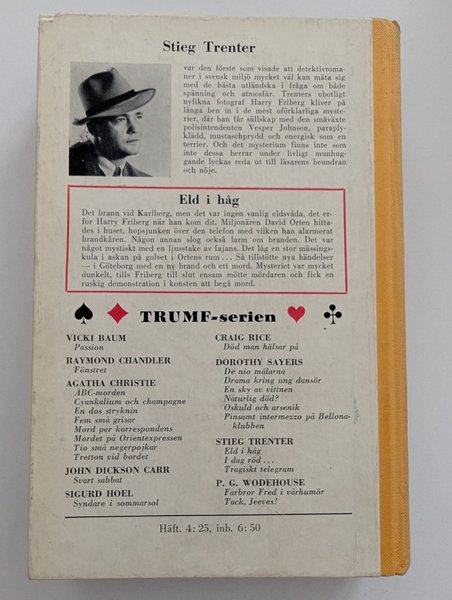 Stieg Trenter
var den förste som visade att detektivroma-
ner i svensk miljö mycket väl kan mäta sig
med de bästa utländska i fråga om både
spänning och atmosfär. Trenters obotligt
nyfikna fotograf Harry Friberg kliver på
långa ben in i de mest oförklarliga myste-
rier, där han får sällskap med den småväxte
polisintendenten Vesper Johnson, paraply-
klädd, mustaschprydd och energisk som en
terrier. Och det mysterium finns inte som
inte dessa herrar under livligt munhug-
gande lyckas reda ut till läsarens beundran
och nöje.
Eld i håg
Det brann vid Karlberg, men det var ingen vanlig eldsvåda, det er-
for Harry Friberg när han kom dit. Miljonären David Orten hitta-
des i huset, hopsjunken över den telefon med vilken han alarmerat
brandkåren. Någon annan slog också larm om branden. Det var
något mystiskt med en ljusstake av fajans. Det låg en stor mässings-
kula i askan på golvet i Ortens rum ... Så tillstötte nya händelser
— i Göteborg med en ny brand och ett mord. Mysteriet var mycket
dunkelt, tills Friberg till slut ensam mötte mördaren och fick en
ruskig demonstration i konsten att begå mord.
TRUMF-serien
VICKI BAUM
Passion
RAYMOND CHANDLER
Fönstret
AGATHA CHRISTIE
ABC-morden
Cyankalium och champagne
En dos stryknin
Fem små grisar
Mord per korrespondens
Mordet på Orientexpressen
Tio små negerpojkar
Tretton vid bordet
JOHN DICKSON CARR
Svart sabbat
SIGURD HOEL
Syndare i sommarsol
CRAIG RICE
Död man hälsar på
DOROTHY SAYERS
De nio målarna
Drama kring ung dansör
En sky av vittnen
Naturlig död?
Oskuld och arsenik
Pinsamt intermezzo på Bellona-
klubben
STIEG TRENTER
Eld i håg
I dag röd ...
Tragiskt telegram
P. G. WODEHOUSE
Farbror Fred i vårhumör
Tack, Jeeves!
Häft. 4: 25, inb. 6: 50